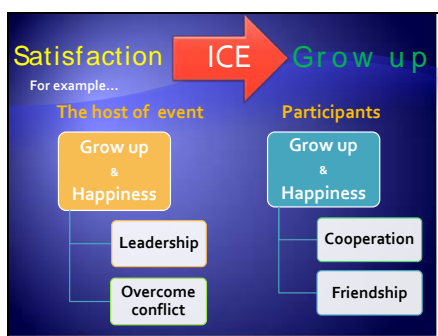 Satisfaction ICE Grow up
For example...
The host of event Participants
Grow up
&
Happiness
Grow up
&
Happiness
Leadership
Cooperation
Overcome
conflict
Friendship